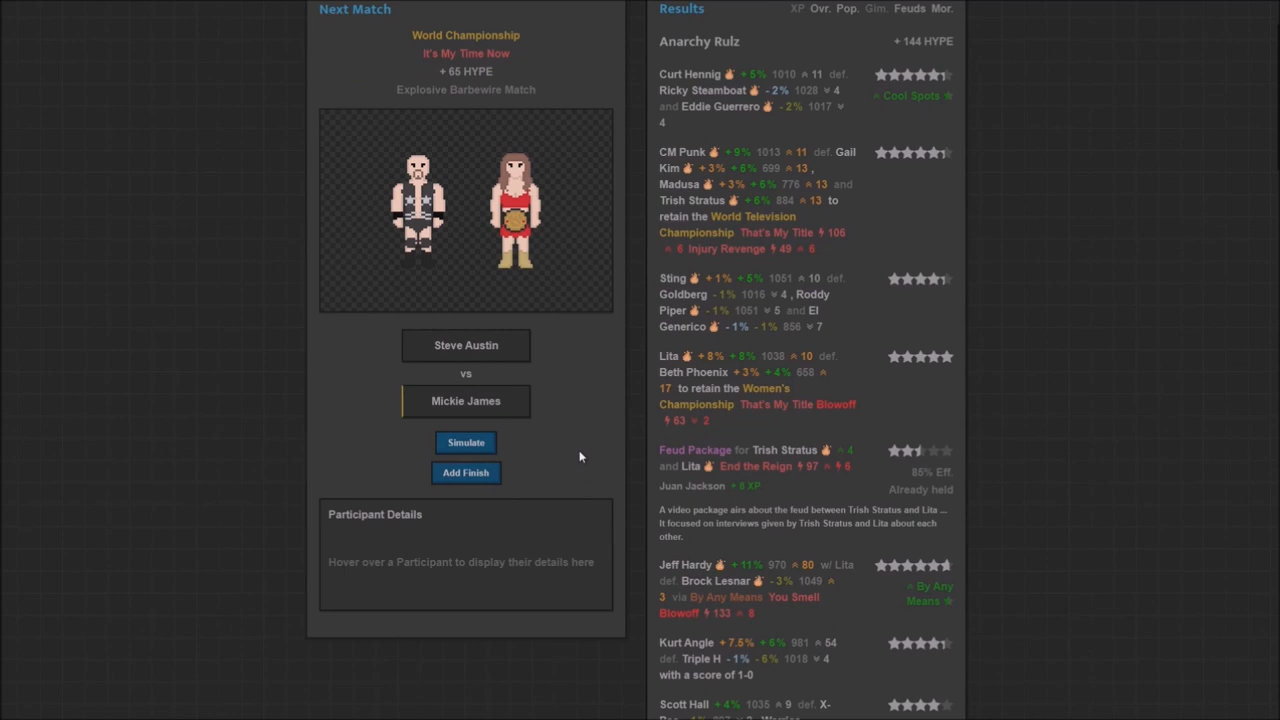 Next Match
World Championship
It's My Time Now
+ 65 HYPE
Explosive Barbewire Match
Steve Austin
vs
Mickie James
Simulate
Add Finish
Participant Details
Hover over a Participant to display their details here
Results XP Ovr. Pop. Gim. Feuds Mor.
Anarchy Rulz + 144 HYPE
Curt Hennig + 5% 1010 11 def.
Ricky Steamboat - 2% 1028 4
Cool Spots
and Eddie Guerrero - 2% 1017
4
CM Punk + 9% 1013 11 def. Gail
Kim + 3% + 6% 699 13 ,
Madusa + 3% + 6% 776 13 and
Trish Stratus + 6% 884 13 to
retain the World Television
Championship That's My Title 106
6 Injury Revenge 49 6
Sting + 1% + 5% 1051 10 def.
Goldberg - 1% 1016 4 , Roddy
Piper - 1% 1051 5 and El
Generico - 1% - 1% 856 7
Lita + 8% + 8% 1038 10 def.
Beth Phoenix + 3% + 4% 658
17 to retain the Women's
Championship That's My Title Blowoff
63 2
Feud Package for Trish Stratus 4
and Lita End the Reign 97 6
85% Eff.
Juan Jackson + 8 XP
Already held
A video package airs about the feud between Trish Stratus and Lita ...
It focused on interviews given by Trish Stratus and Lita about each
other.
Jeff Hardy + 11% 970 80 w/ Lita
def. Brock Lesnar - 3% 1049
By Any
3 via By Any Means You Smell
Means
Blowoff 133 8
Kurt Angle + 7.5% + 6% 981 54
def. Triple H - 1% - 6% 1018 4
with a score of 1-0
Scott Hall + 4% 1035 9 def. X-